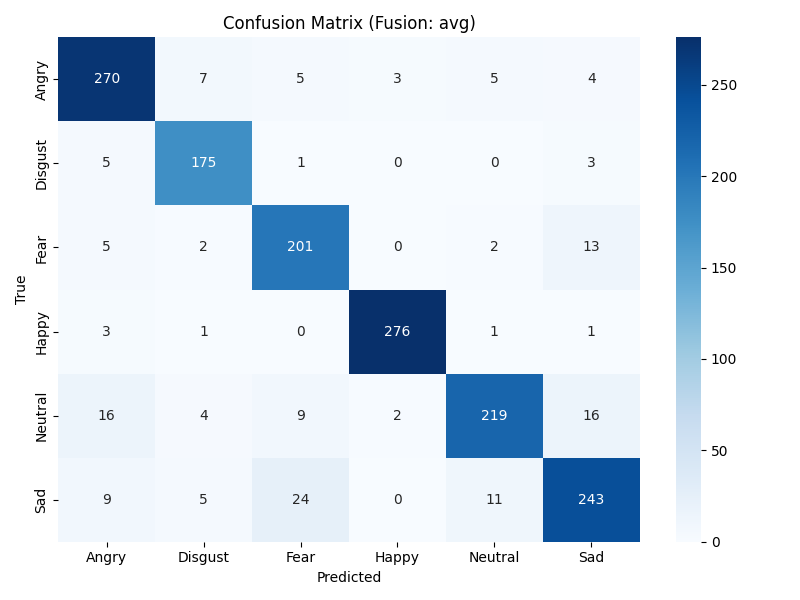 Confusion Matrix (Fusion: avg)
Angry 270 7 5 3 5 4
Disgust 5 175 1 0 0 3
Fear 5 2 201 0 2 13
Happy 3 1 0 276 1 1
Neutral 16 4 9 2 219 16
Sad 9 5 24 0 11 243
Angry Disgust Fear Happy Neutral Sad
Predicted
True
250
200
150
100
50
0